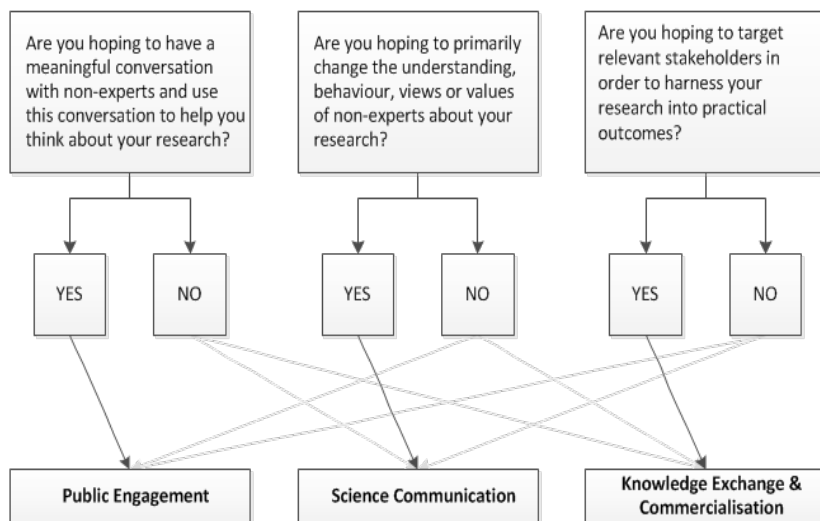 Are you hoping to have a
meaningful conversation
with non-experts and use
this conversation to help you
think about your research?
Are you hoping to primarily
change the understanding,
behaviour, views or values
of non-experts about your
research?
Are you hoping to target
relevant stakeholders in
order to harness your
research into practical
outcomes?
YES
NO
YES
NO
YES
NO
Public Engagement
Science Communication
Knowledge Exchange &
Commercialisation